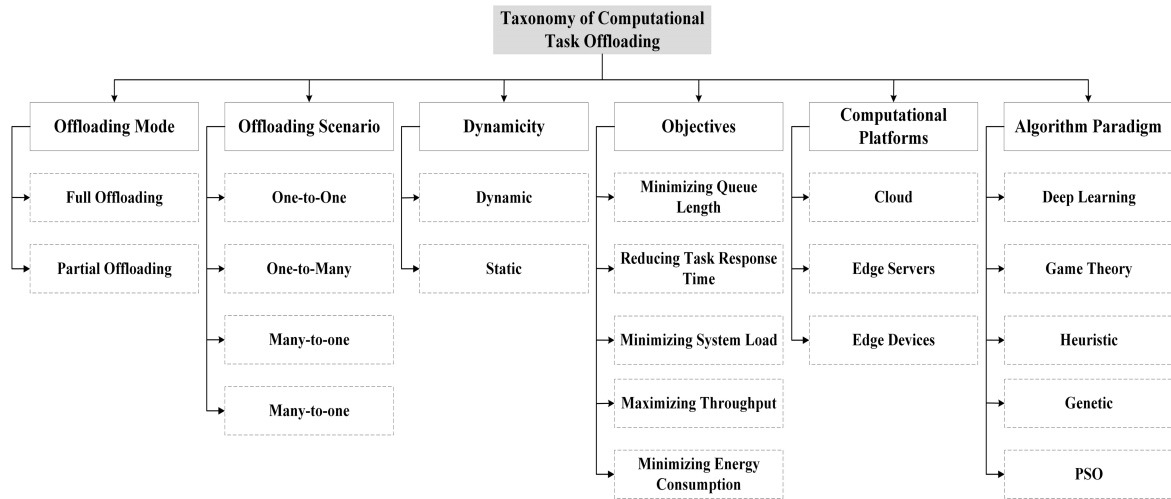 Taxonomy of Computational
Task Offloading
Offloading Mode
Full Offloading
Partial Offloading
Offloading Scenario
One-to-One
One-to-Many
Many-to-one
Many-to-one
Dynamicity
Dynamic
Static
Objectives
Minimizing Queue
Length
Reducing Task Response
Time
Minimizing System Load
Maximizing Throughput
Minimizing Energy
Consumption
Computational
Platforms
Cloud
Edge Servers
Edge Devices
Algorithm Paradigm
Deep Learning
Game Theory
Heuristic
Genetic
PSO